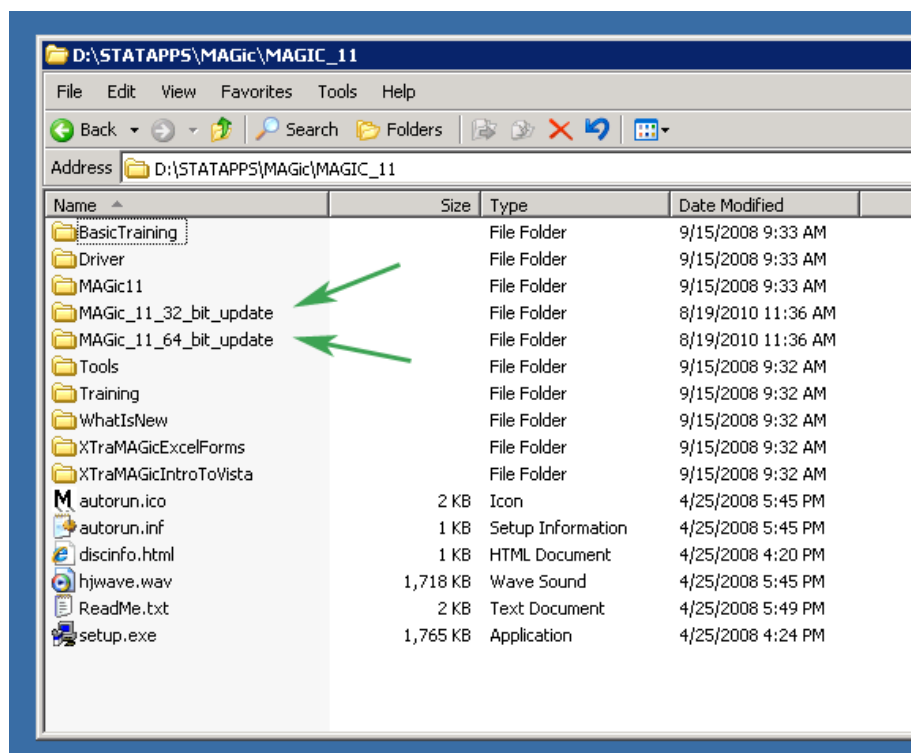 D:\STATAPPS\MAGic\MAGIC_11
File Edit View Favorites Tools Help
Back Search Folders
Address D:\STATAPPS\MAGic\MAGIC_11
Name Size Type Date Modified
BasicTraining File Folder 9/15/2008 9:33 AM
Driver File Folder 9/15/2008 9:33 AM
MAGic11 File Folder 9/15/2008 9:33 AM
MAGic_11_32_bit_update File Folder 8/19/2010 11:36 AM
MAGic_11_64_bit_update File Folder 8/19/2010 11:36 AM
Tools File Folder 9/15/2008 9:32 AM
Training File Folder 9/15/2008 9:32 AM
WhatIsNew File Folder 9/15/2008 9:32 AM
XTraMAGicExcelForms File Folder 9/15/2008 9:32 AM
XTraMAGicIntroToVista File Folder 9/15/2008 9:32 AM
autorun.ico 2 KB Icon 4/25/2008 5:45 PM
autorun.inf 1 KB Setup Information 4/25/2008 5:45 PM
discinfo.html 1 KB HTML Document 4/25/2008 4:20 PM
hjwave.wav 1,718 KB Wave Sound 4/25/2008 5:45 PM
ReadMe.txt 2 KB Text Document 4/25/2008 5:49 PM
setup.exe 1,765 KB Application 4/25/2008 4:24 PM